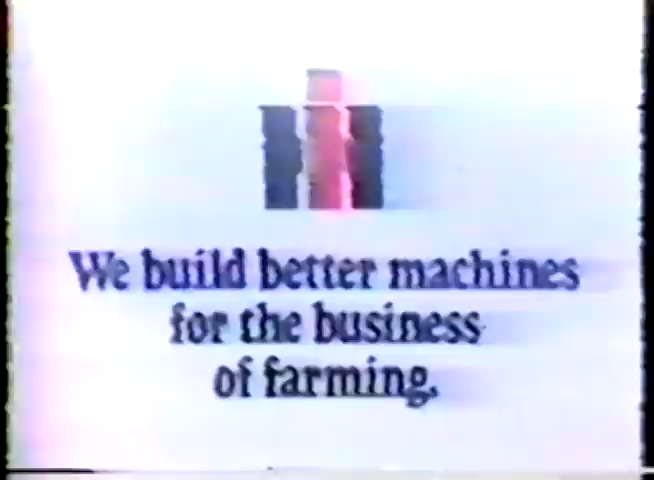 We build better machines
for the business
of farming.